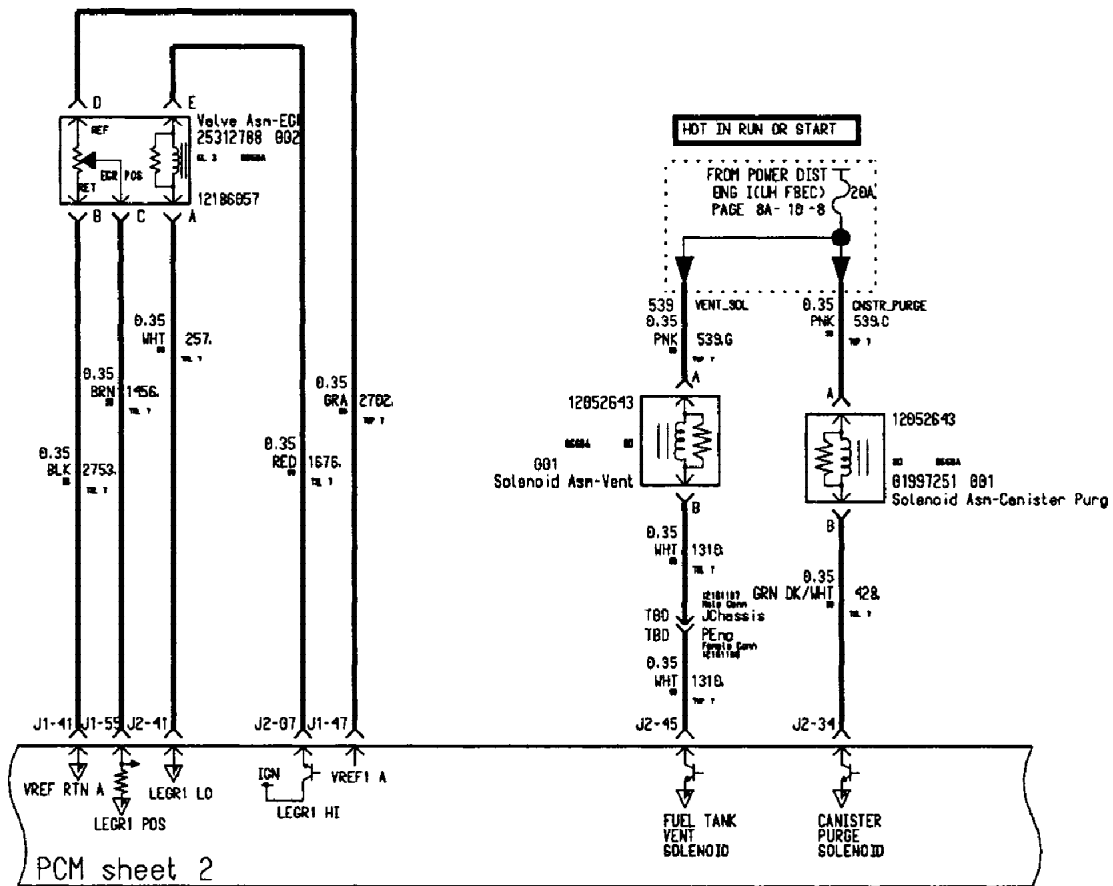 D
E
Valve Asm-EG
25312788 002
REF
EGR POS
RET
12186057
B
C
A
HOT IN RUN OR START
FROM POWER DIST
ENG I(UH FBEC)
PAGE 8A- 10 -8
20A
539
VENT_SOL
0.35
PNK
539.G
0.35
PNK
CNSTR_PURGE
539.C
0.35
WHT
257.
0.35
BRN
1456.
0.35
GRA
2702.
0.35
BLK
2753.
0.35
RED
1676.
A
12052643
001
Solenoid Asm-Vent
B
A
12052643
01997251 001
Solenoid Asm-Canister Purg
B
0.35
WHT
1310.
TBD
JChassis
TBD
PEng
0.35
WHT
1310.
0.35
GRN DK/WHT
428.
J1-41
J1-55
J2-41
J2-07
J1-47
J2-45
J2-34
VREF RTN A
LEGR1 POS
LEGR1 LO
IGN
LEGR1 HI
VREF1 A
FUEL TANK
VENT
SOLENOID
CANISTER
PURGE
SOLENOID
PCM sheet 2